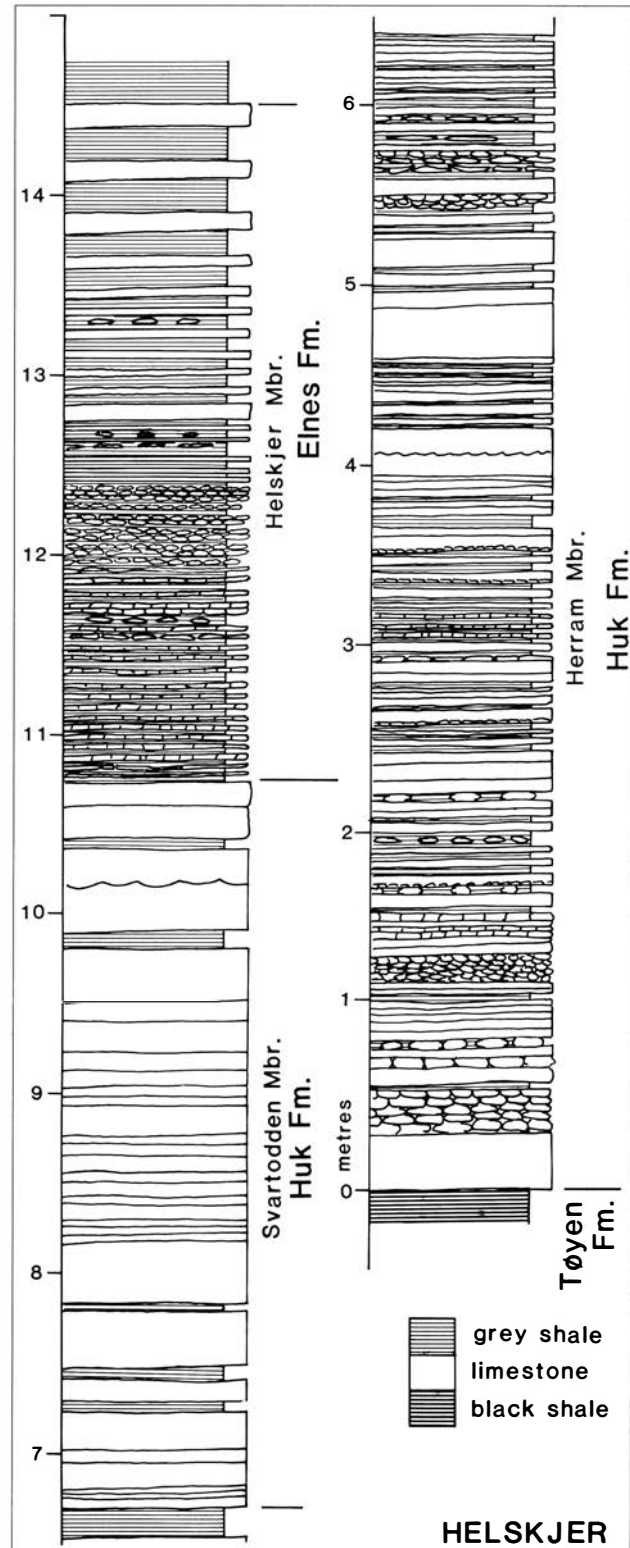 14
13
12
11
10
9
8
7
Helskjer Mbr.
Elnes Fm.
Svartodden Mbr.
Huk Fm.
6
5
4
3
2
1
0
metres
Herram Mbr.
Huk Fm.
Tøyen
Fm.
grey shale
limestone
black shale
HELSKJER